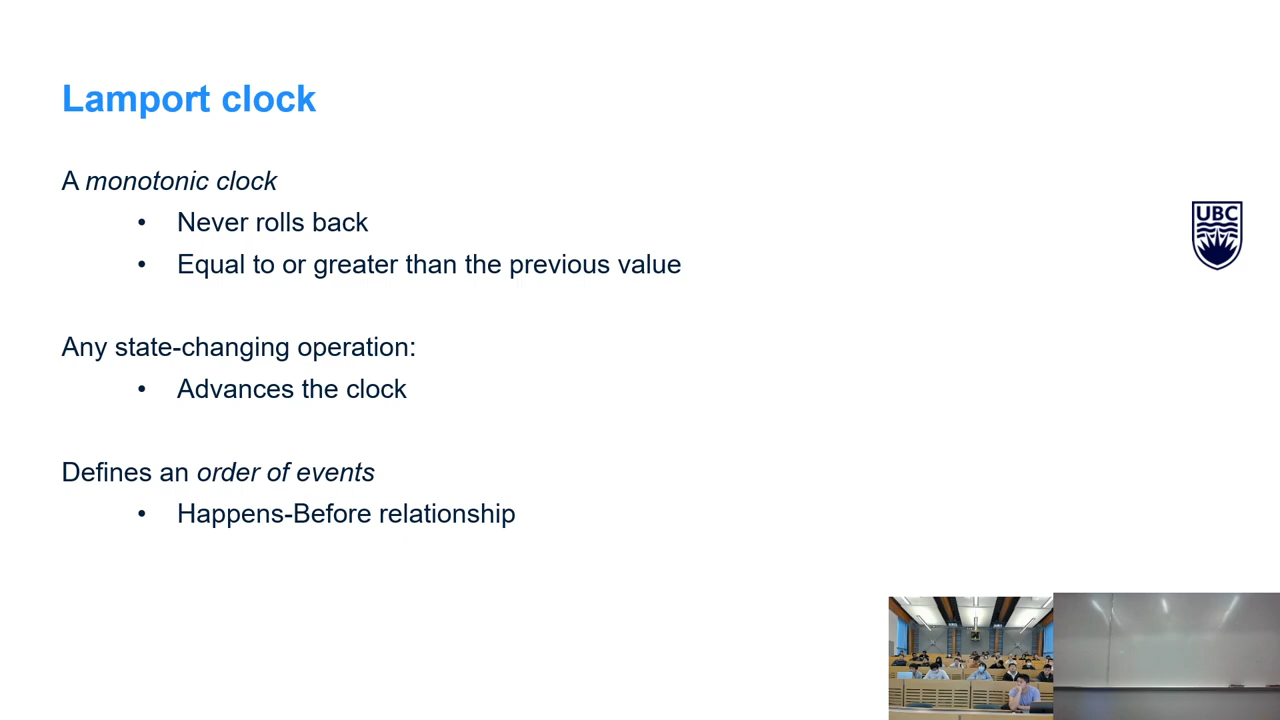 Lamport clock
A monotonic clock
• Never rolls back
• Equal to or greater than the previous value
UBC
Any state-changing operation:
• Advances the clock
Defines an order of events
• Happens-Before relationship